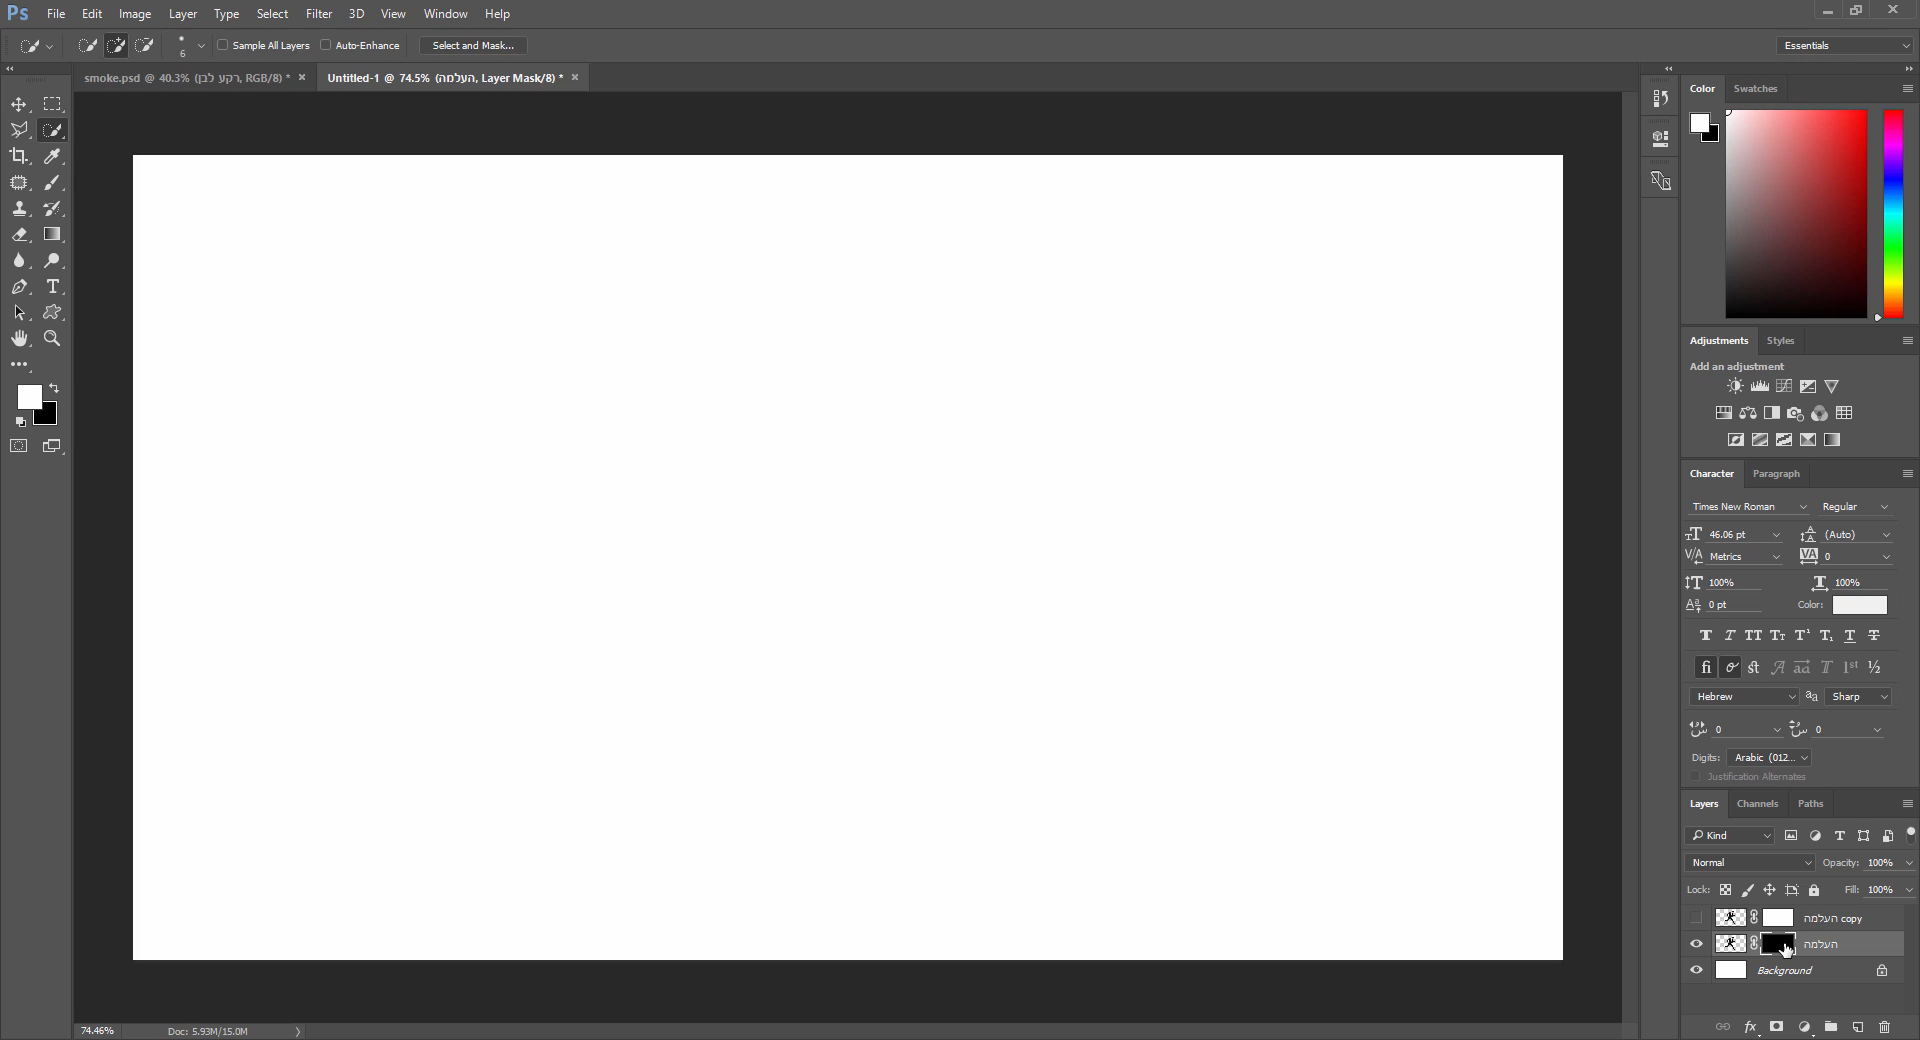 Ps File Edit Image Layer Type Select Filter 3D View Window Help
6 Sample All Layers Auto-Enhance Select and Mask... Essentials
smoke.psd @ 40.3% (רקע לבן, RGB/8) * × Untitled-1 @ 74.5% (העלמה, Layer Mask/8) * ×
Color Swatches
Adjustments Styles
Add an adjustment
Character Paragraph
Times New Roman Regular
46.06 pt (Auto)
Metrics 0
100% 100%
0 pt Color:
Hebrew Sharp
0 0
Digits: Arabic (012...
Justification Alternates
Layers Channels Paths
Kind
Normal Opacity: 100%
Lock: Fill: 100%
העלמה copy
העלמה
Background
74.46% Doc: 5.93M/15.0M